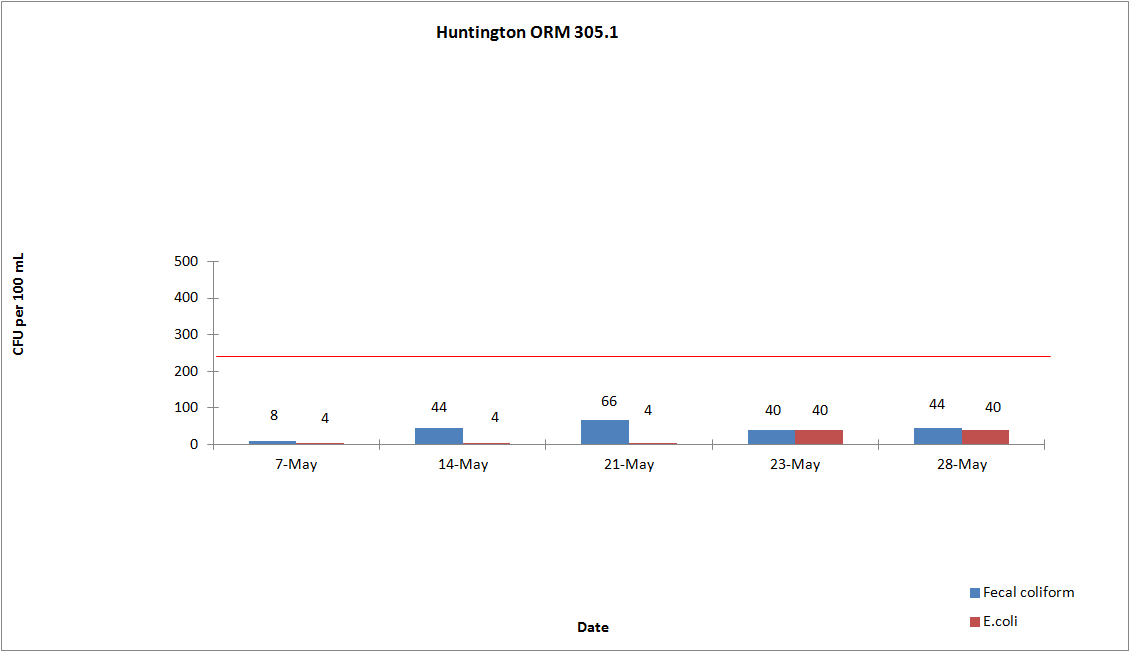 Huntington ORM 305.1
CFU per 100 mL
500
400
300
200
100
0
8
4
44
4
66
4
40
40
44
40
7-May
14-May
21-May
23-May
28-May
Date
Fecal coliform
E.coli